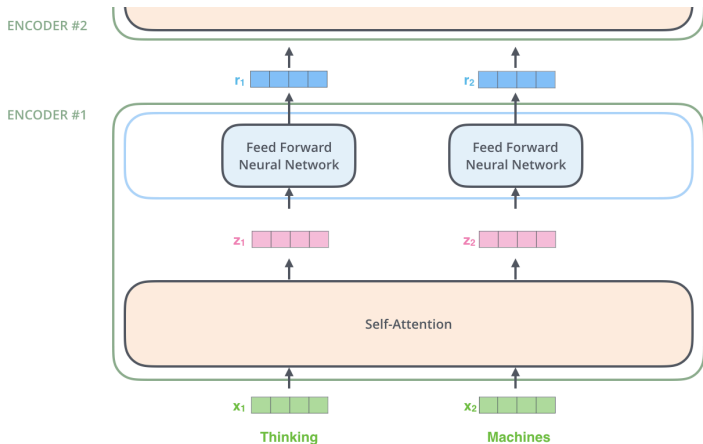 ENCODER #2
r₁
r₂
ENCODER #1
Feed Forward
Neural Network
Feed Forward
Neural Network
z₁
z₂
Self-Attention
x₁
x₂
Thinking
Machines